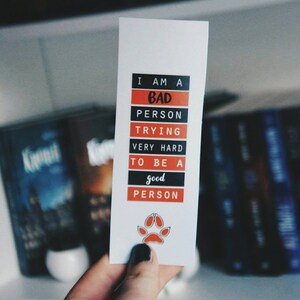 I AM A
BAD
PERSON
TRYING
VERY HARD
TO BE A
good
PERSON